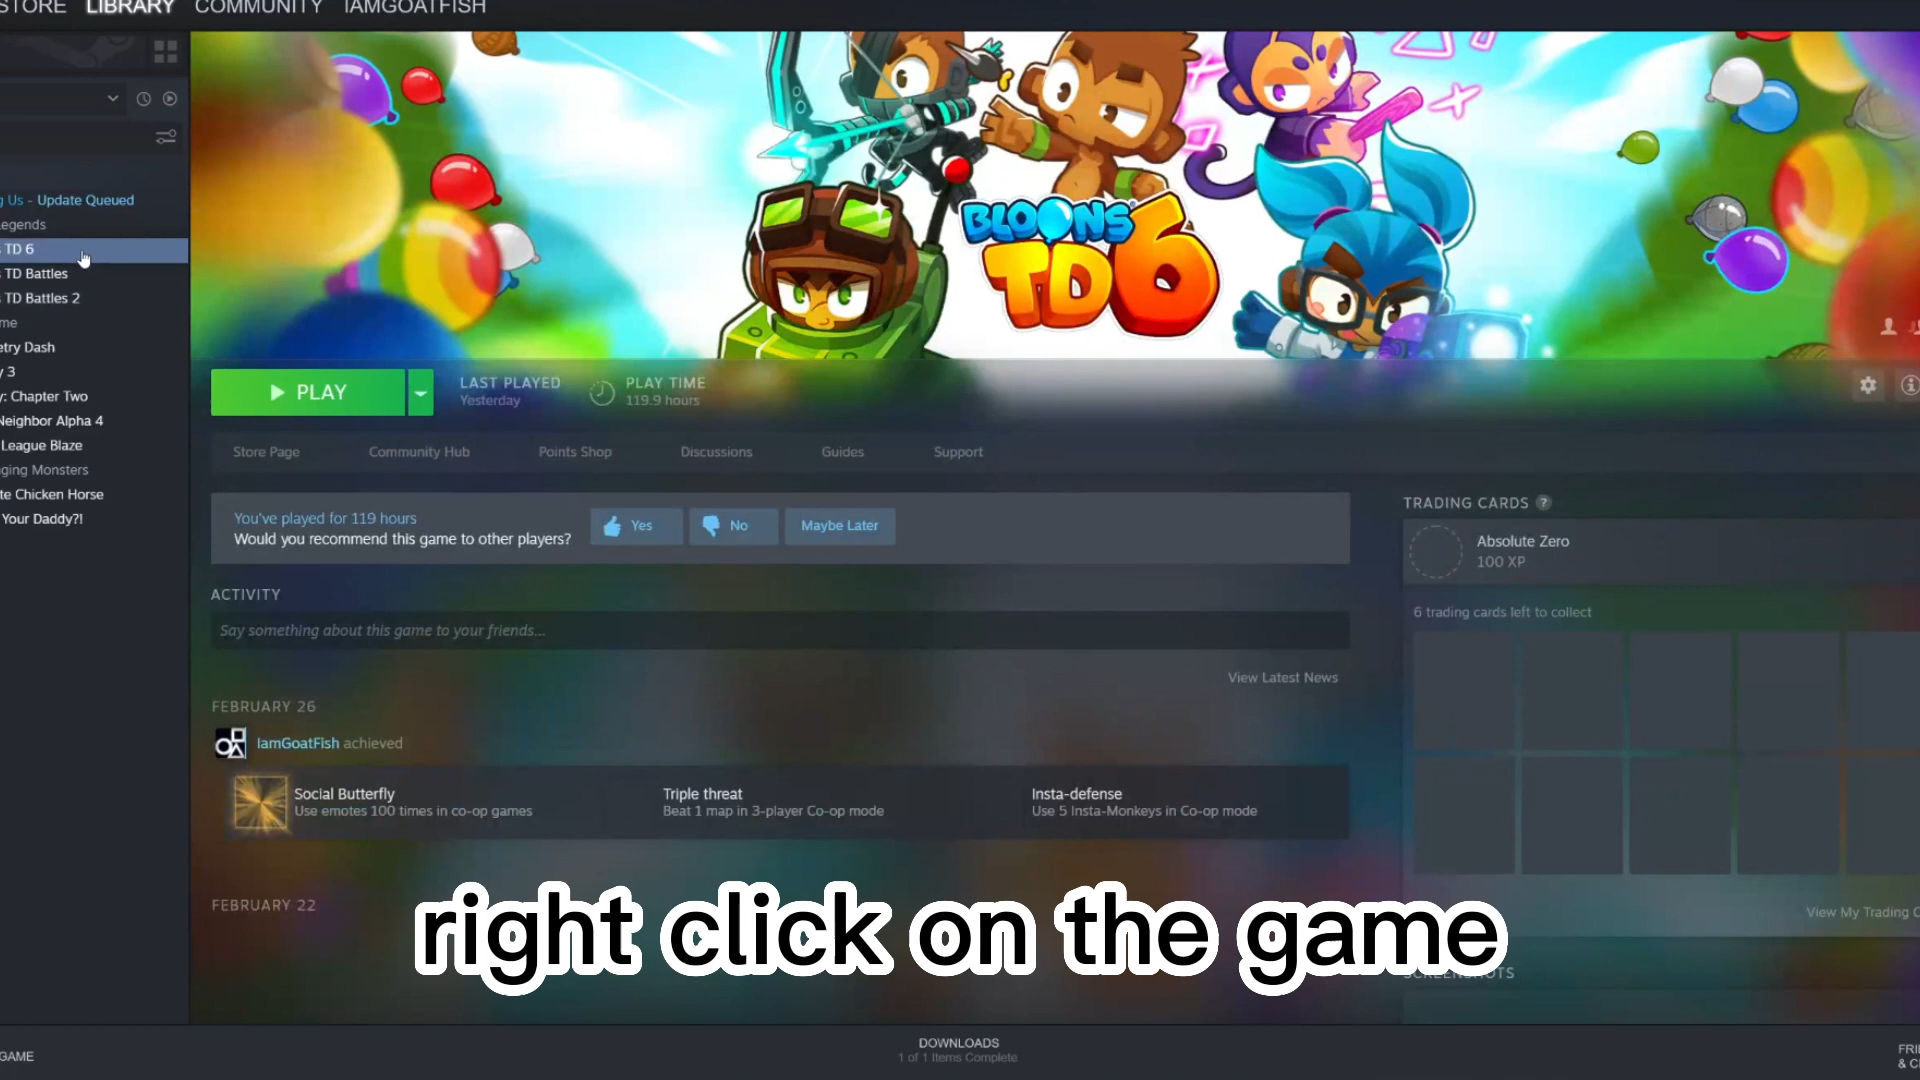 STORE LIBRARY COMMUNITY IAMGOATFISH
g Us - Update Queued
egends
TD 6
TD Battles
TD Battles 2
me
etry Dash
y 3
y: Chapter Two
Neighbor Alpha 4
League Blaze
ging Monsters
te Chicken Horse
Your Daddy?!
BLOONS
TD6
PLAY
LAST PLAYED
Yesterday
PLAY TIME
119.9 hours
Store Page
Community Hub
Points Shop
Discussions
Guides
Support
You've played for 119 hours
Would you recommend this game to other players?
Yes
No
Maybe Later
TRADING CARDS ?
Absolute Zero
100 XP
6 trading cards left to collect
ACTIVITY
Say something about this game to your friends...
View Latest News
FEBRUARY 26
IamGoatFish achieved
Social Butterfly
Use emotes 100 times in co-op games
Triple threat
Beat 1 map in 3-player Co-op mode
Insta-defense
Use 5 Insta-Monkeys in Co-op mode
FEBRUARY 22
View My Trading C
right click on the game
SCREENSHOTS
GAME
DOWNLOADS
1 of 1 Items Complete
FRI
& C